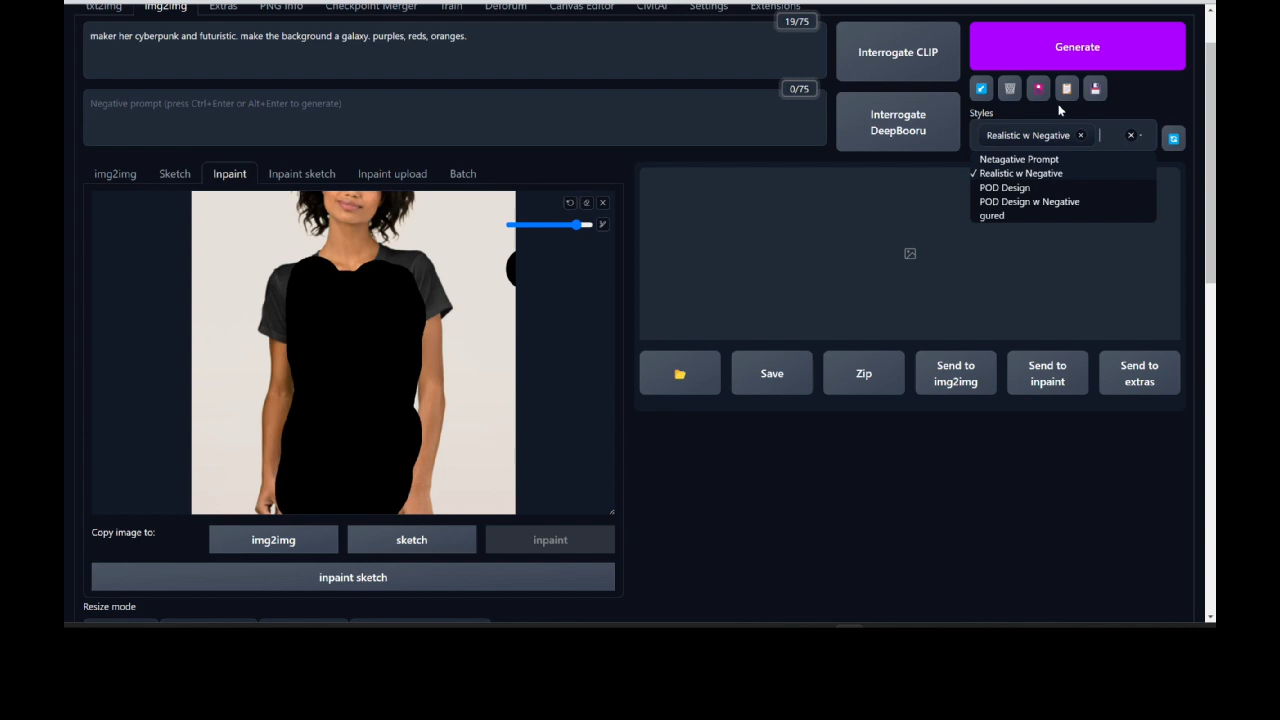 txt2img img2img Extras PNG Info Checkpoint Merger Train Deforum Canvas Editor CivitAI Settings Extensions
19/75
maker her cyberpunk and futuristic. make the background a galaxy. purples, reds, oranges.
Interrogate CLIP
Generate
0/75
Negative prompt (press Ctrl+Enter or Alt+Enter to generate)
Interrogate
DeepBooru
Styles
Realistic w Negative
Netagative Prompt
✓ Realistic w Negative
POD Design
POD Design w Negative
gured
img2img Sketch Inpaint Inpaint sketch Inpaint upload Batch
Save
Zip
Send to
img2img
Send to
inpaint
Send to
extras
Copy image to:
img2img
sketch
inpaint
inpaint sketch
Resize mode